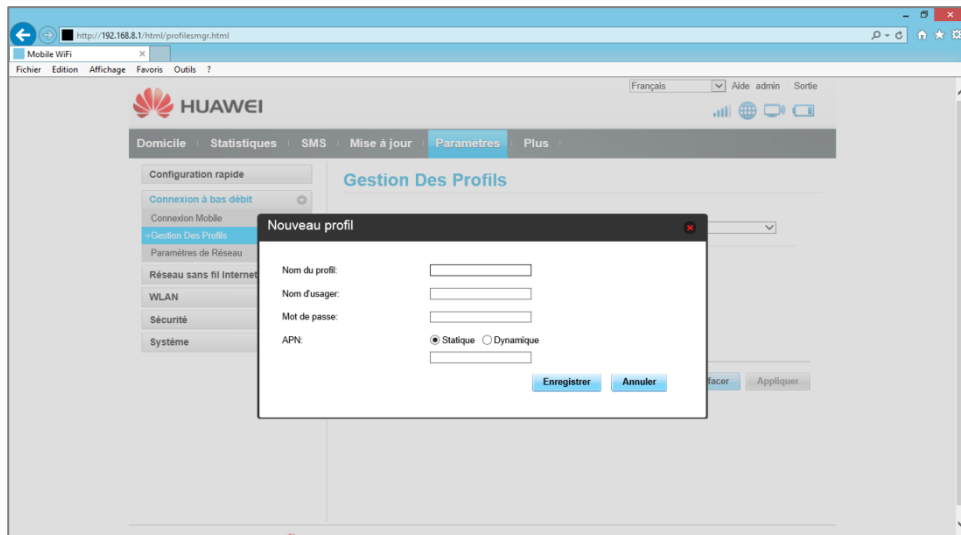 http://192.168.8.1/html/profilesmgr.html
Mobile WiFi
Fichier Edition Affichage Favoris Outils ?
Français Aide admin Sortie
HUAWEI
Domicile Statistiques SMS Mise à jour Paramètres Plus
Configuration rapide
Gestion Des Profils
Connexion à bas débit
Connexion Mobile
Gestion Des Profils
Paramètres de Réseau
Réseau sans fil Internet
WLAN
Sécurité
Système
Nouveau profil
Nom du profil:
Nom d'usager:
Mot de passe:
APN: Statique Dynamique
Enregistrer Annuler
facer Appliquer